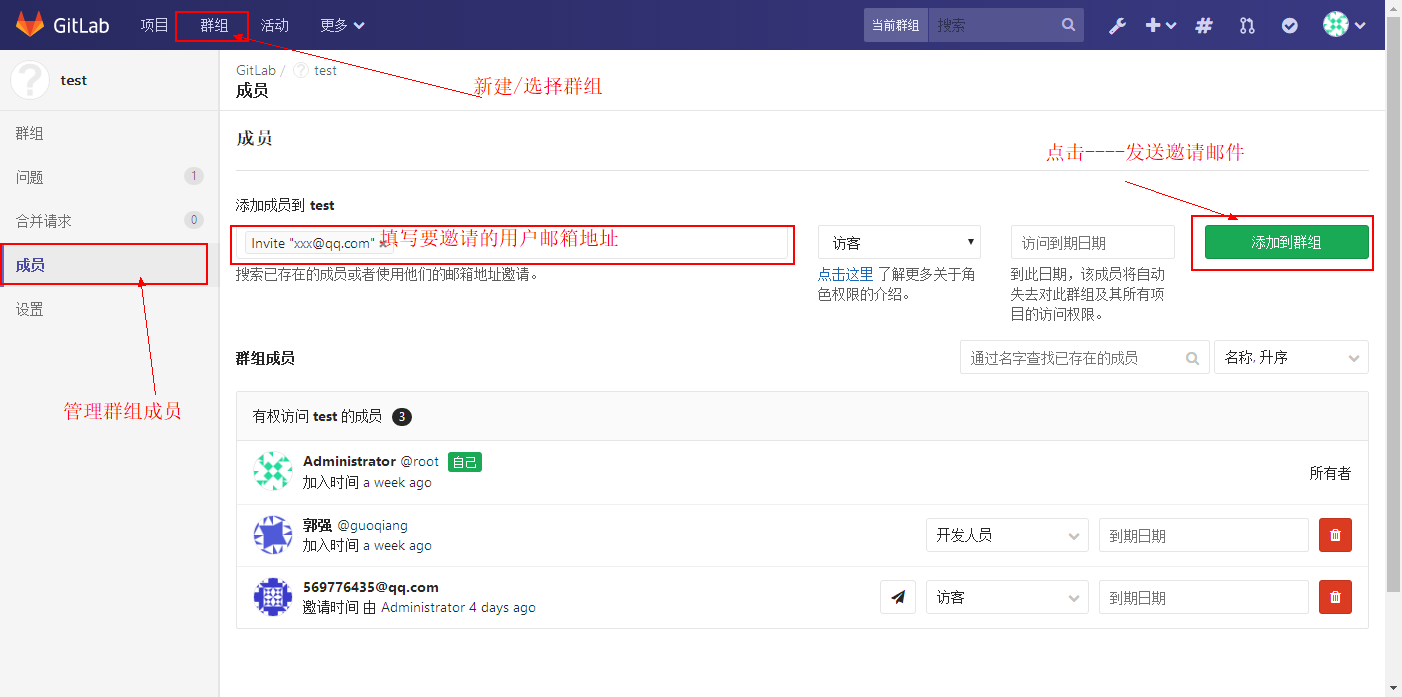 GitLab 项目 群组 活动 更多 当前群组 搜索
test
GitLab / test
成员
新建/选择群组
群组
问题 1
合并请求 0
成员
设置
管理群组成员
成员
点击----发送邀请邮件
添加成员到 test
Invite "xxx@qq.com" × 填写要邀请的用户邮箱地址
访客
访问到期日期
添加到群组
搜索已存在的成员或者使用他们的邮箱地址邀请。
点击这里 了解更多关于角
色权限的介绍。
到此日期，该成员将自动
失去对此群组及其所有项
目的访问权限。
群组成员
通过名字查找已存在的成员
名称, 升序
有权访问 test 的成员 3
Administrator @root 自己
加入时间 a week ago
所有者
郭强 @guoqiang
加入时间 a week ago
开发人员
到期日期
569776435@qq.com
邀请时间 由 Administrator 4 days ago
访客
到期日期